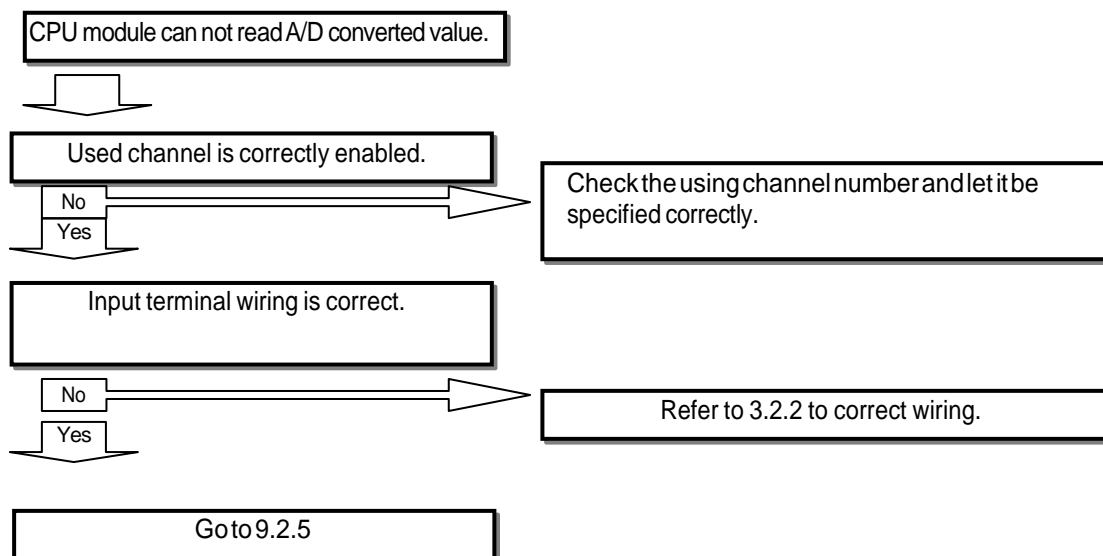 CPU module can not read A/D converted value.
Used channel is correctly enabled.
No
Check the using channel number and let it be
specified correctly.
Yes
Input terminal wiring is correct.
No
Refer to 3.2.2 to correct wiring.
Yes
Go to 9.2.5